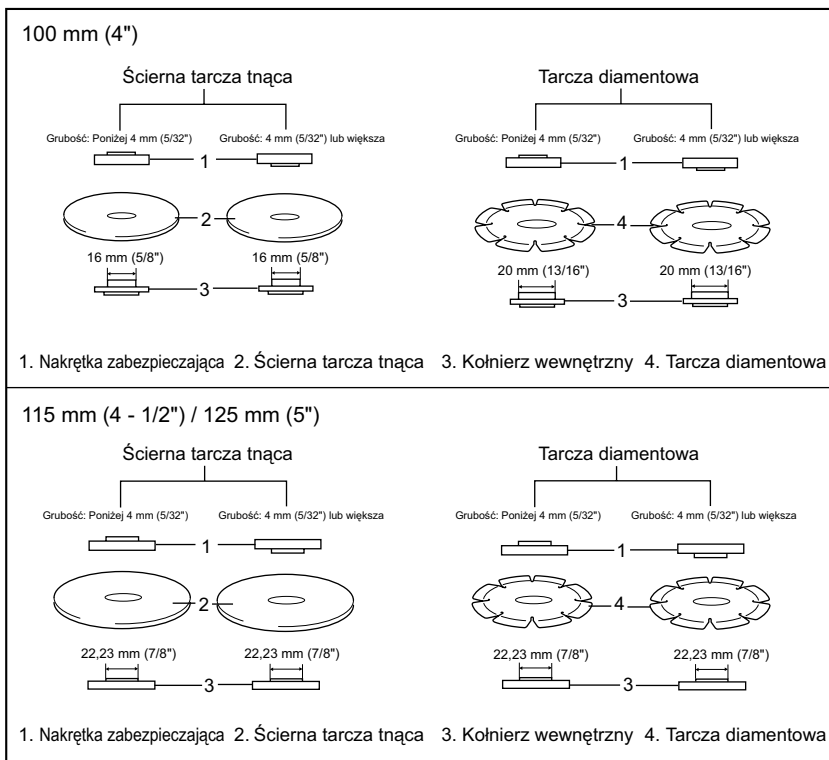 100 mm (4")
Ścierna tarcza tnąca
Tarcza diamentowa
Grubość: Poniżej 4 mm (5/32")
Grubość: 4 mm (5/32") lub większa
Grubość: Poniżej 4 mm (5/32")
Grubość: 4 mm (5/32") lub większa
1
1
2
4
16 mm (5/8")
16 mm (5/8")
20 mm (13/16")
20 mm (13/16")
3
3
1. Nakrętka zabezpieczająca 2. Ścierna tarcza tnąca 3. Kołnierz wewnętrzny 4. Tarcza diamentowa
115 mm (4 - 1/2") / 125 mm (5")
Ścierna tarcza tnąca
Tarcza diamentowa
Grubość: Poniżej 4 mm (5/32")
Grubość: 4 mm (5/32") lub większa
Grubość: Poniżej 4 mm (5/32")
Grubość: 4 mm (5/32") lub większa
1
1
2
4
22,23 mm (7/8")
22,23 mm (7/8")
22,23 mm (7/8")
22,23 mm (7/8")
3
3
1. Nakrętka zabezpieczająca 2. Ścierna tarcza tnąca 3. Kołnierz wewnętrzny 4. Tarcza diamentowa